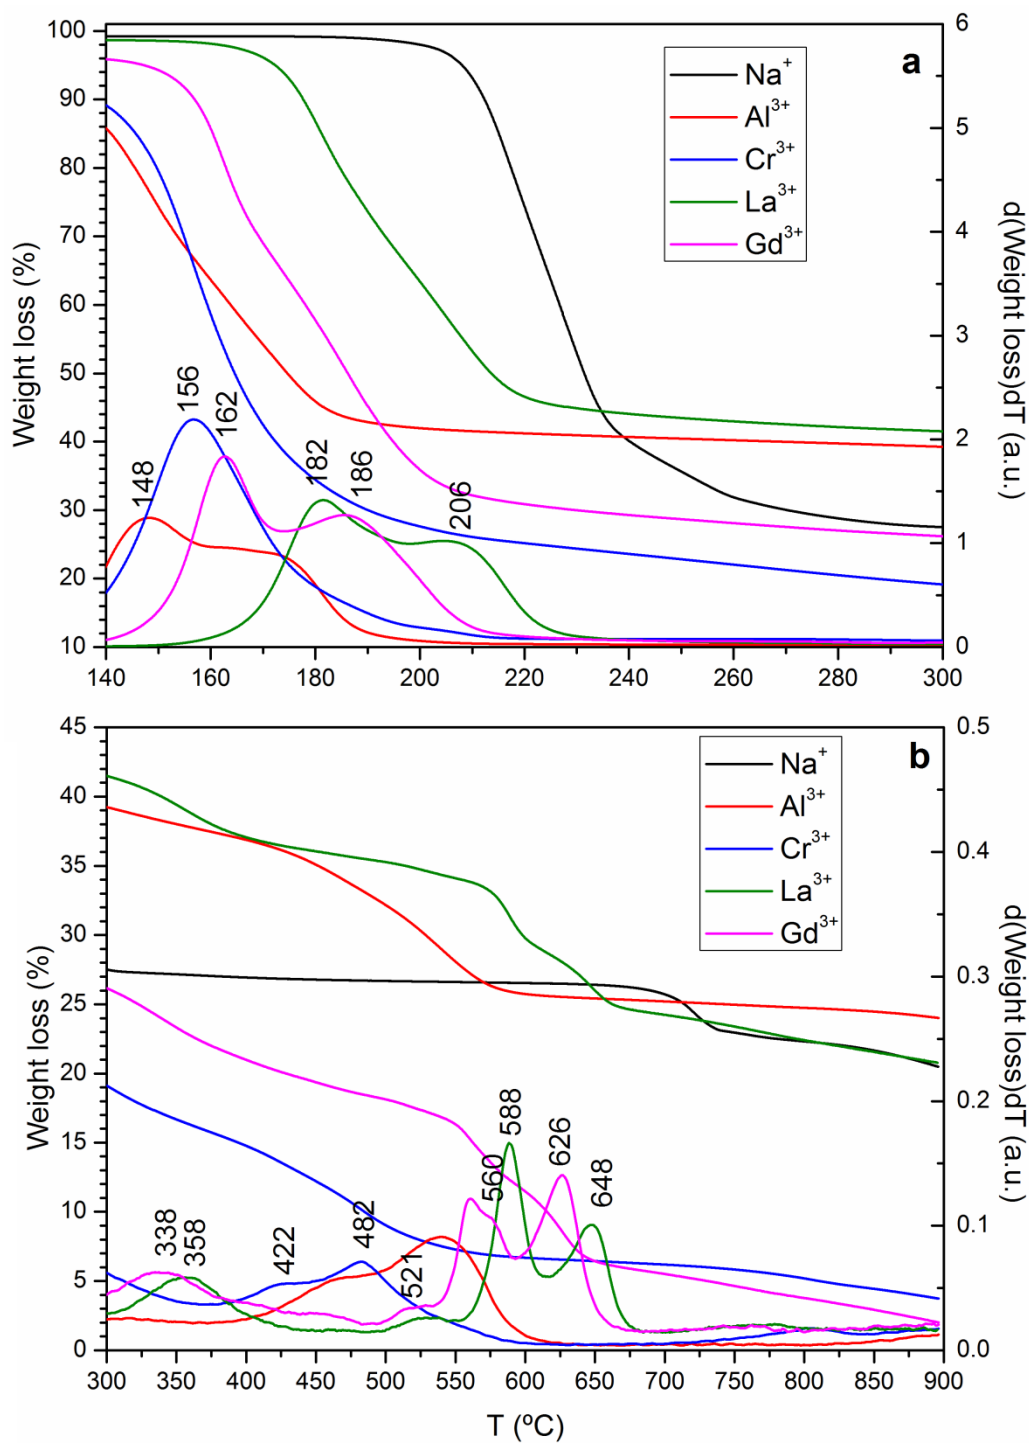 a
Na+
Al3+
Cr3+
La3+
Gd3+
100
90
80
70
60
50
40
30
20
10
Weight loss (%)
6
5
4
3
2
1
0
d(Weight loss)dT (a.u.)
148
156
162
182
186
206
140 160 180 200 220 240 260 280 300
b
Na+
Al3+
Cr3+
La3+
Gd3+
45
40
35
30
25
20
15
10
5
0
Weight loss (%)
0.5
0.4
0.3
0.2
0.1
0.0
d(Weight loss)dT (a.u.)
338
358
422
482
521
560
588
626
648
300 350 400 450 500 550 600 650 700 750 800 850 900
T (ºC)